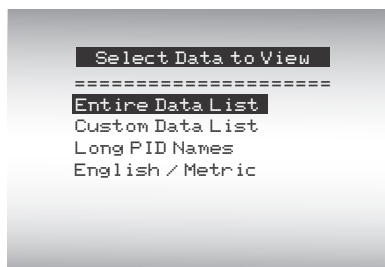 Select Data to View
======================
Entire Data List
Custom Data List
Long PID Names
English / Metric